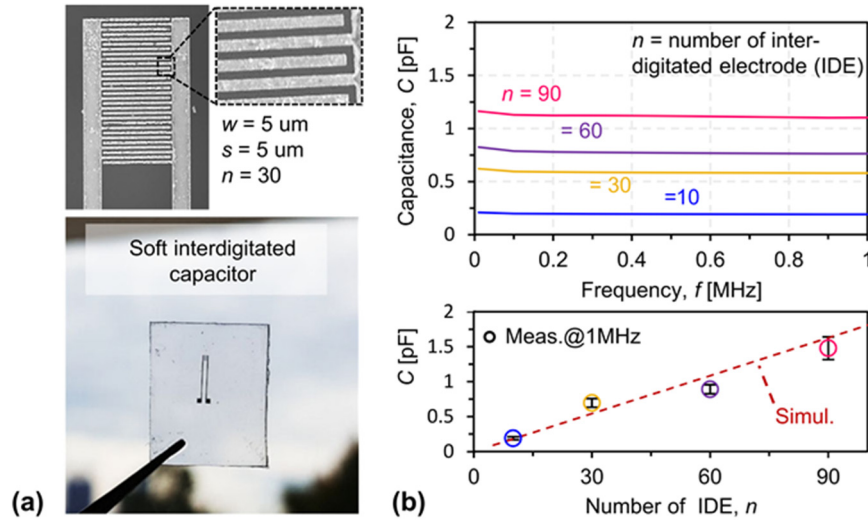 w = 5 um
s = 5 um
n = 30
Soft interdigitated
capacitor
(a)
Capacitance, C [pF]
2
1.5
1
0.5
0
n = number of inter-
digitated electrode (IDE)
n = 90
= 60
= 30
=10
0 0.2 0.4 0.6 0.8 1
Frequency, f [MHz]
C [pF]
2
1.5
1
0.5
0
Meas.@1MHz
Simul.
0 10 30 60 90
Number of IDE, n
(b)